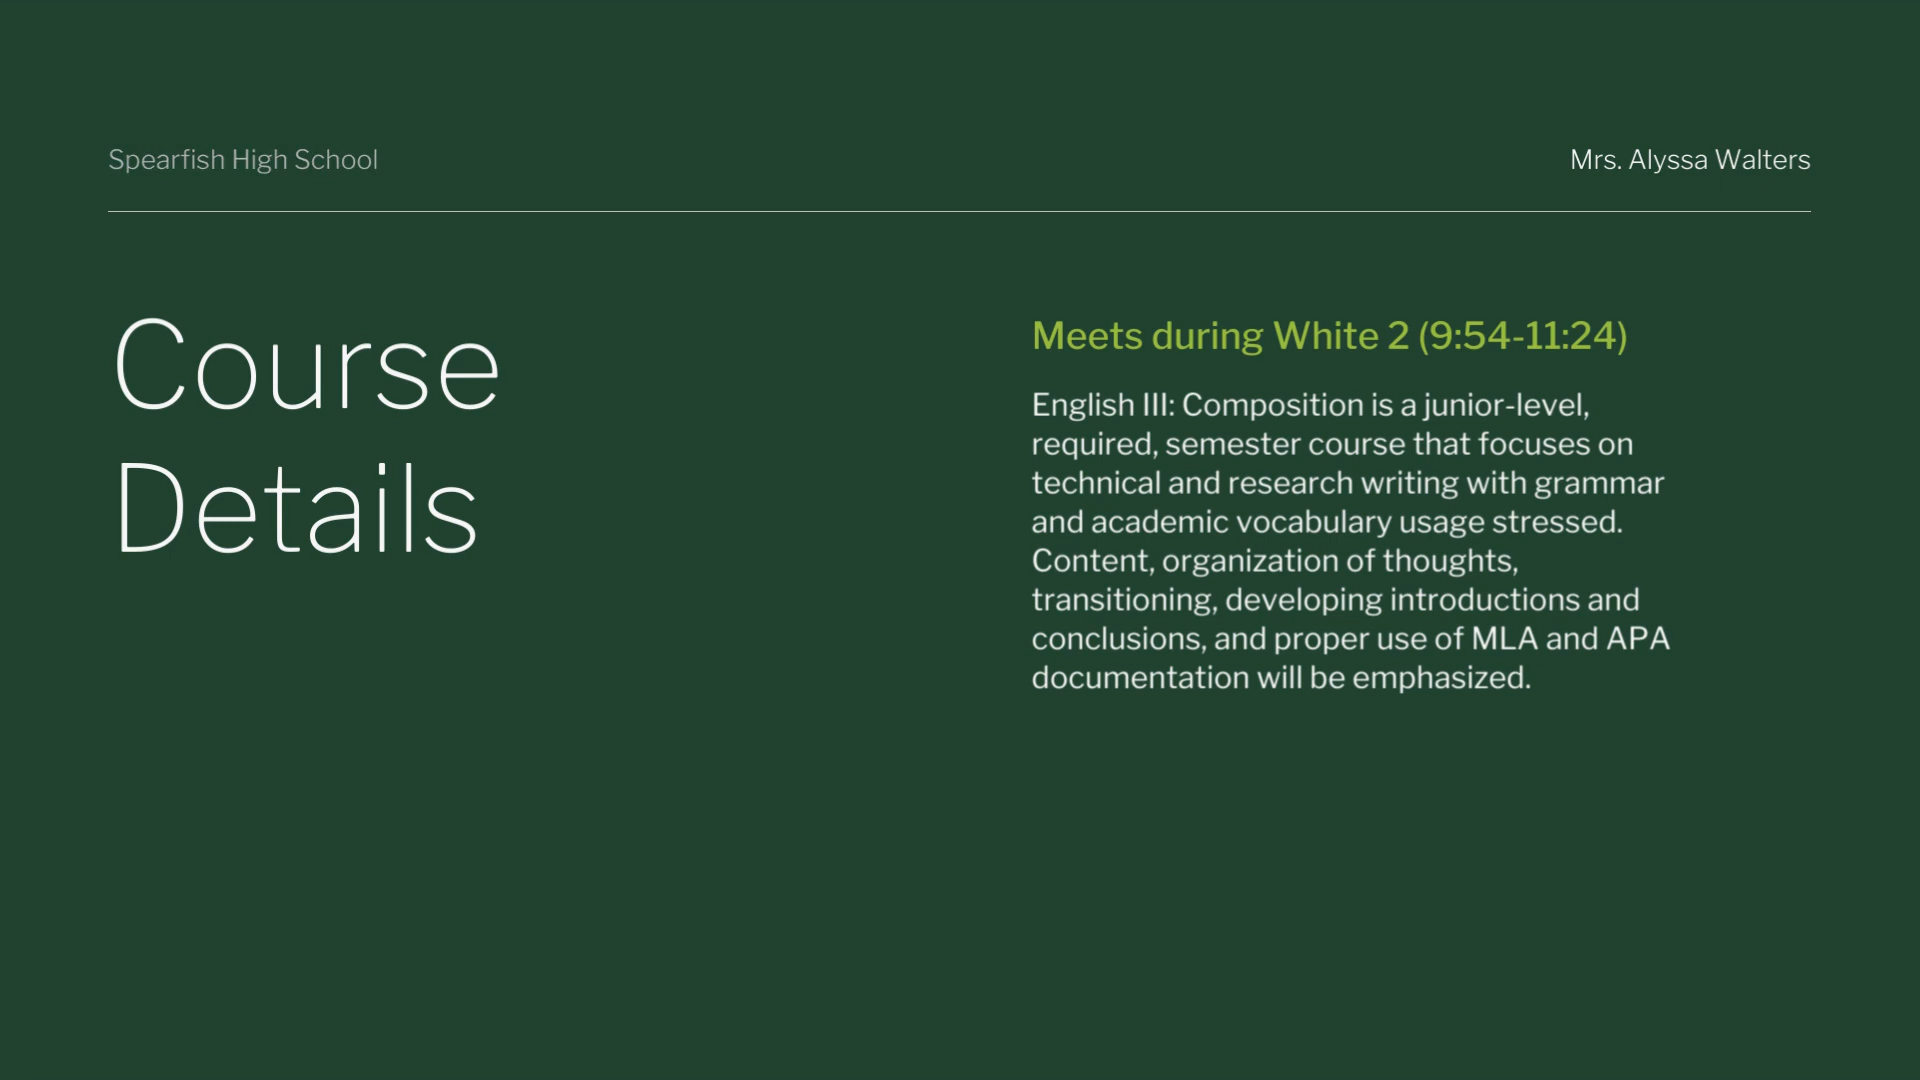 Spearfish High School
Mrs. Alyssa Walters
Course
Details
Meets during White 2 (9:54-11:24)
English III: Composition is a junior-level,
required, semester course that focuses on
technical and research writing with grammar
and academic vocabulary usage stressed.
Content, organization of thoughts,
transitioning, developing introductions and
conclusions, and proper use of MLA and APA
documentation will be emphasized.